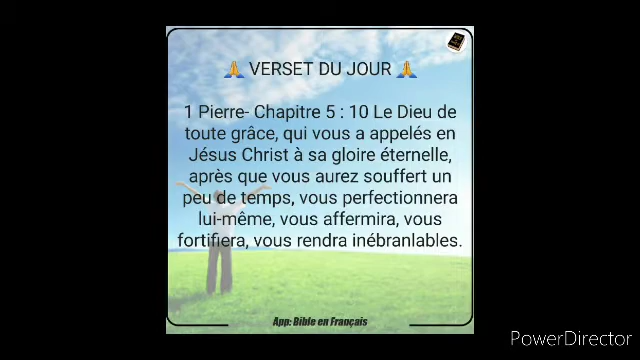 🙏 VERSET DU JOUR 🙏
1 Pierre- Chapitre 5 : 10 Le Dieu de
toute grâce, qui vous a appelés en
Jésus Christ à sa gloire éternelle,
après que vous aurez souffert un
peu de temps, vous perfectionnera
lui-même, vous affermira, vous
fortifiera, vous rendra inébranlables.
App: Bible en Français
PowerDirector